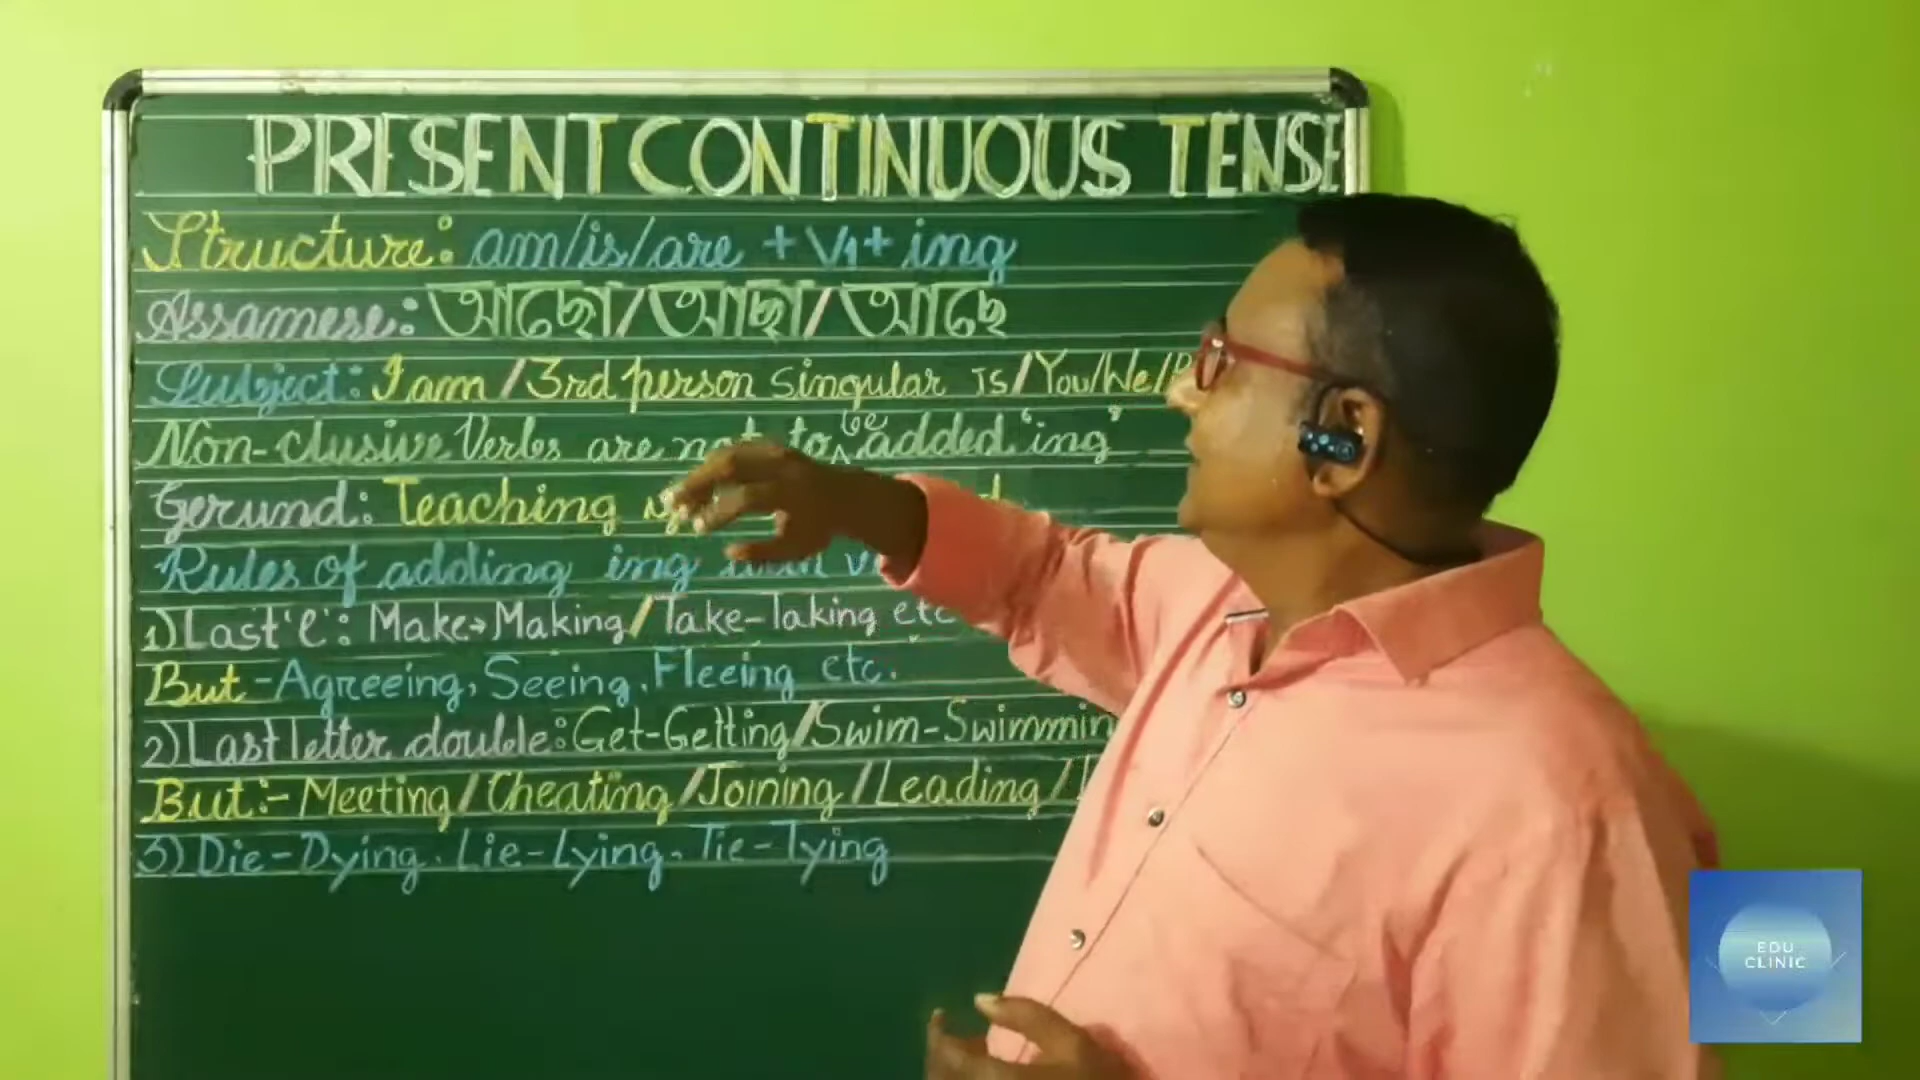 PRESENT CONTINUOUS TENSE
Structure: am/is/are + V1 + ing
Assamese: আছো/আছা/আছে
Subject: I am / 3rd person singular is/You/We/
Non-clusive Verbs are not to be added 'ing'
Gerund: Teaching
Rules of adding ing
1) Last 'e': Make→Making/Take-Taking etc
But - Agreeing, Seeing, Fleeing etc.
2) Last letter double: Get-Getting/Swim-Swimmin
But:- Meeting/Cheating/Joining/Leading/
3) Die-Dying, Lie-Lying, Tie-Tying
EDU
CLINIC